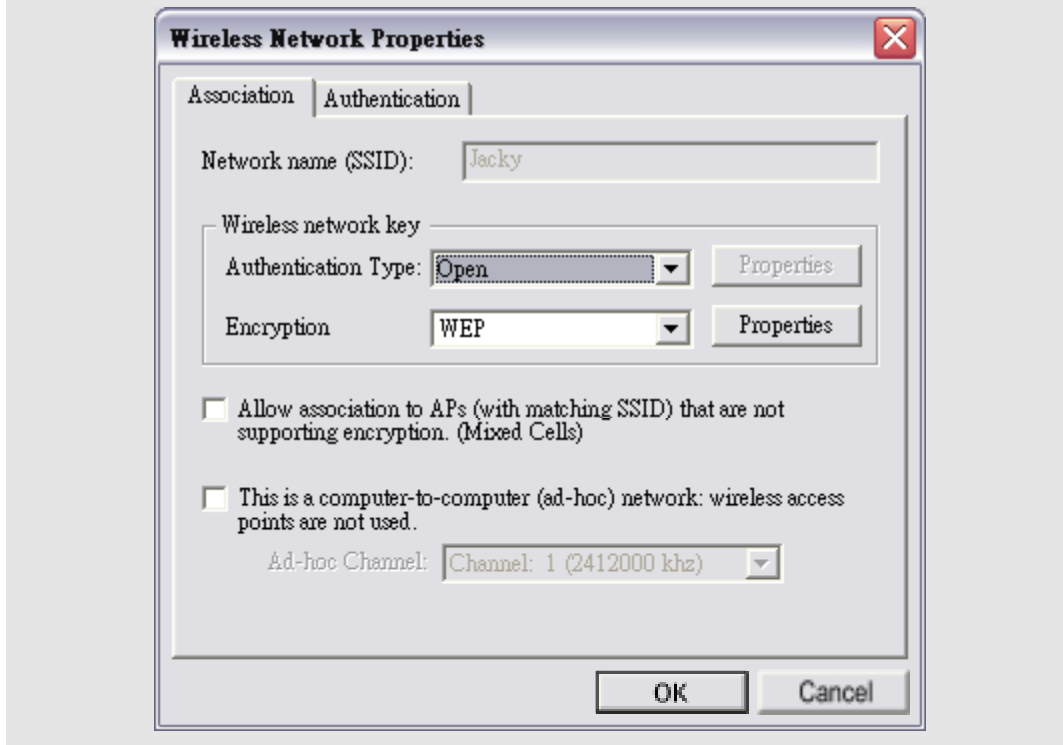 Wireless Network Properties
Association
Authentication
Network name (SSID):
Jacky
Wireless network key
Authentication Type:
Open
Properties
Encryption
WEP
Properties
Allow association to APs (with matching SSID) that are not
supporting encryption. (Mixed Cells)
This is a computer-to-computer (ad-hoc) network: wireless access
points are not used.
Ad-hoc Channel:
Channel: 1 (2412000 khz)
OK
Cancel